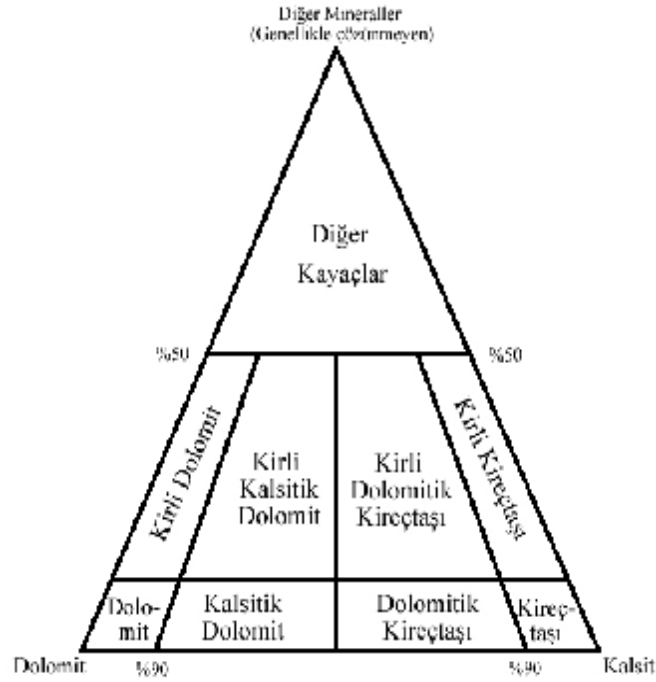 Diğer Mineraller
(Genellikle çözünmeyen)
Diğer
Kayaçlar
%50
%50
Kirli Dolomit
Kirli
Kalsitik
Dolomit
Kirli
Dolomitik
Kireçtaşı
Kirli Kireçtaşı
Dolo-
mit
Kalsitik
Dolomit
Dolomitik
Kireçtaşı
Kireç-
taşı
Dolomit
%90
%90
Kalsit